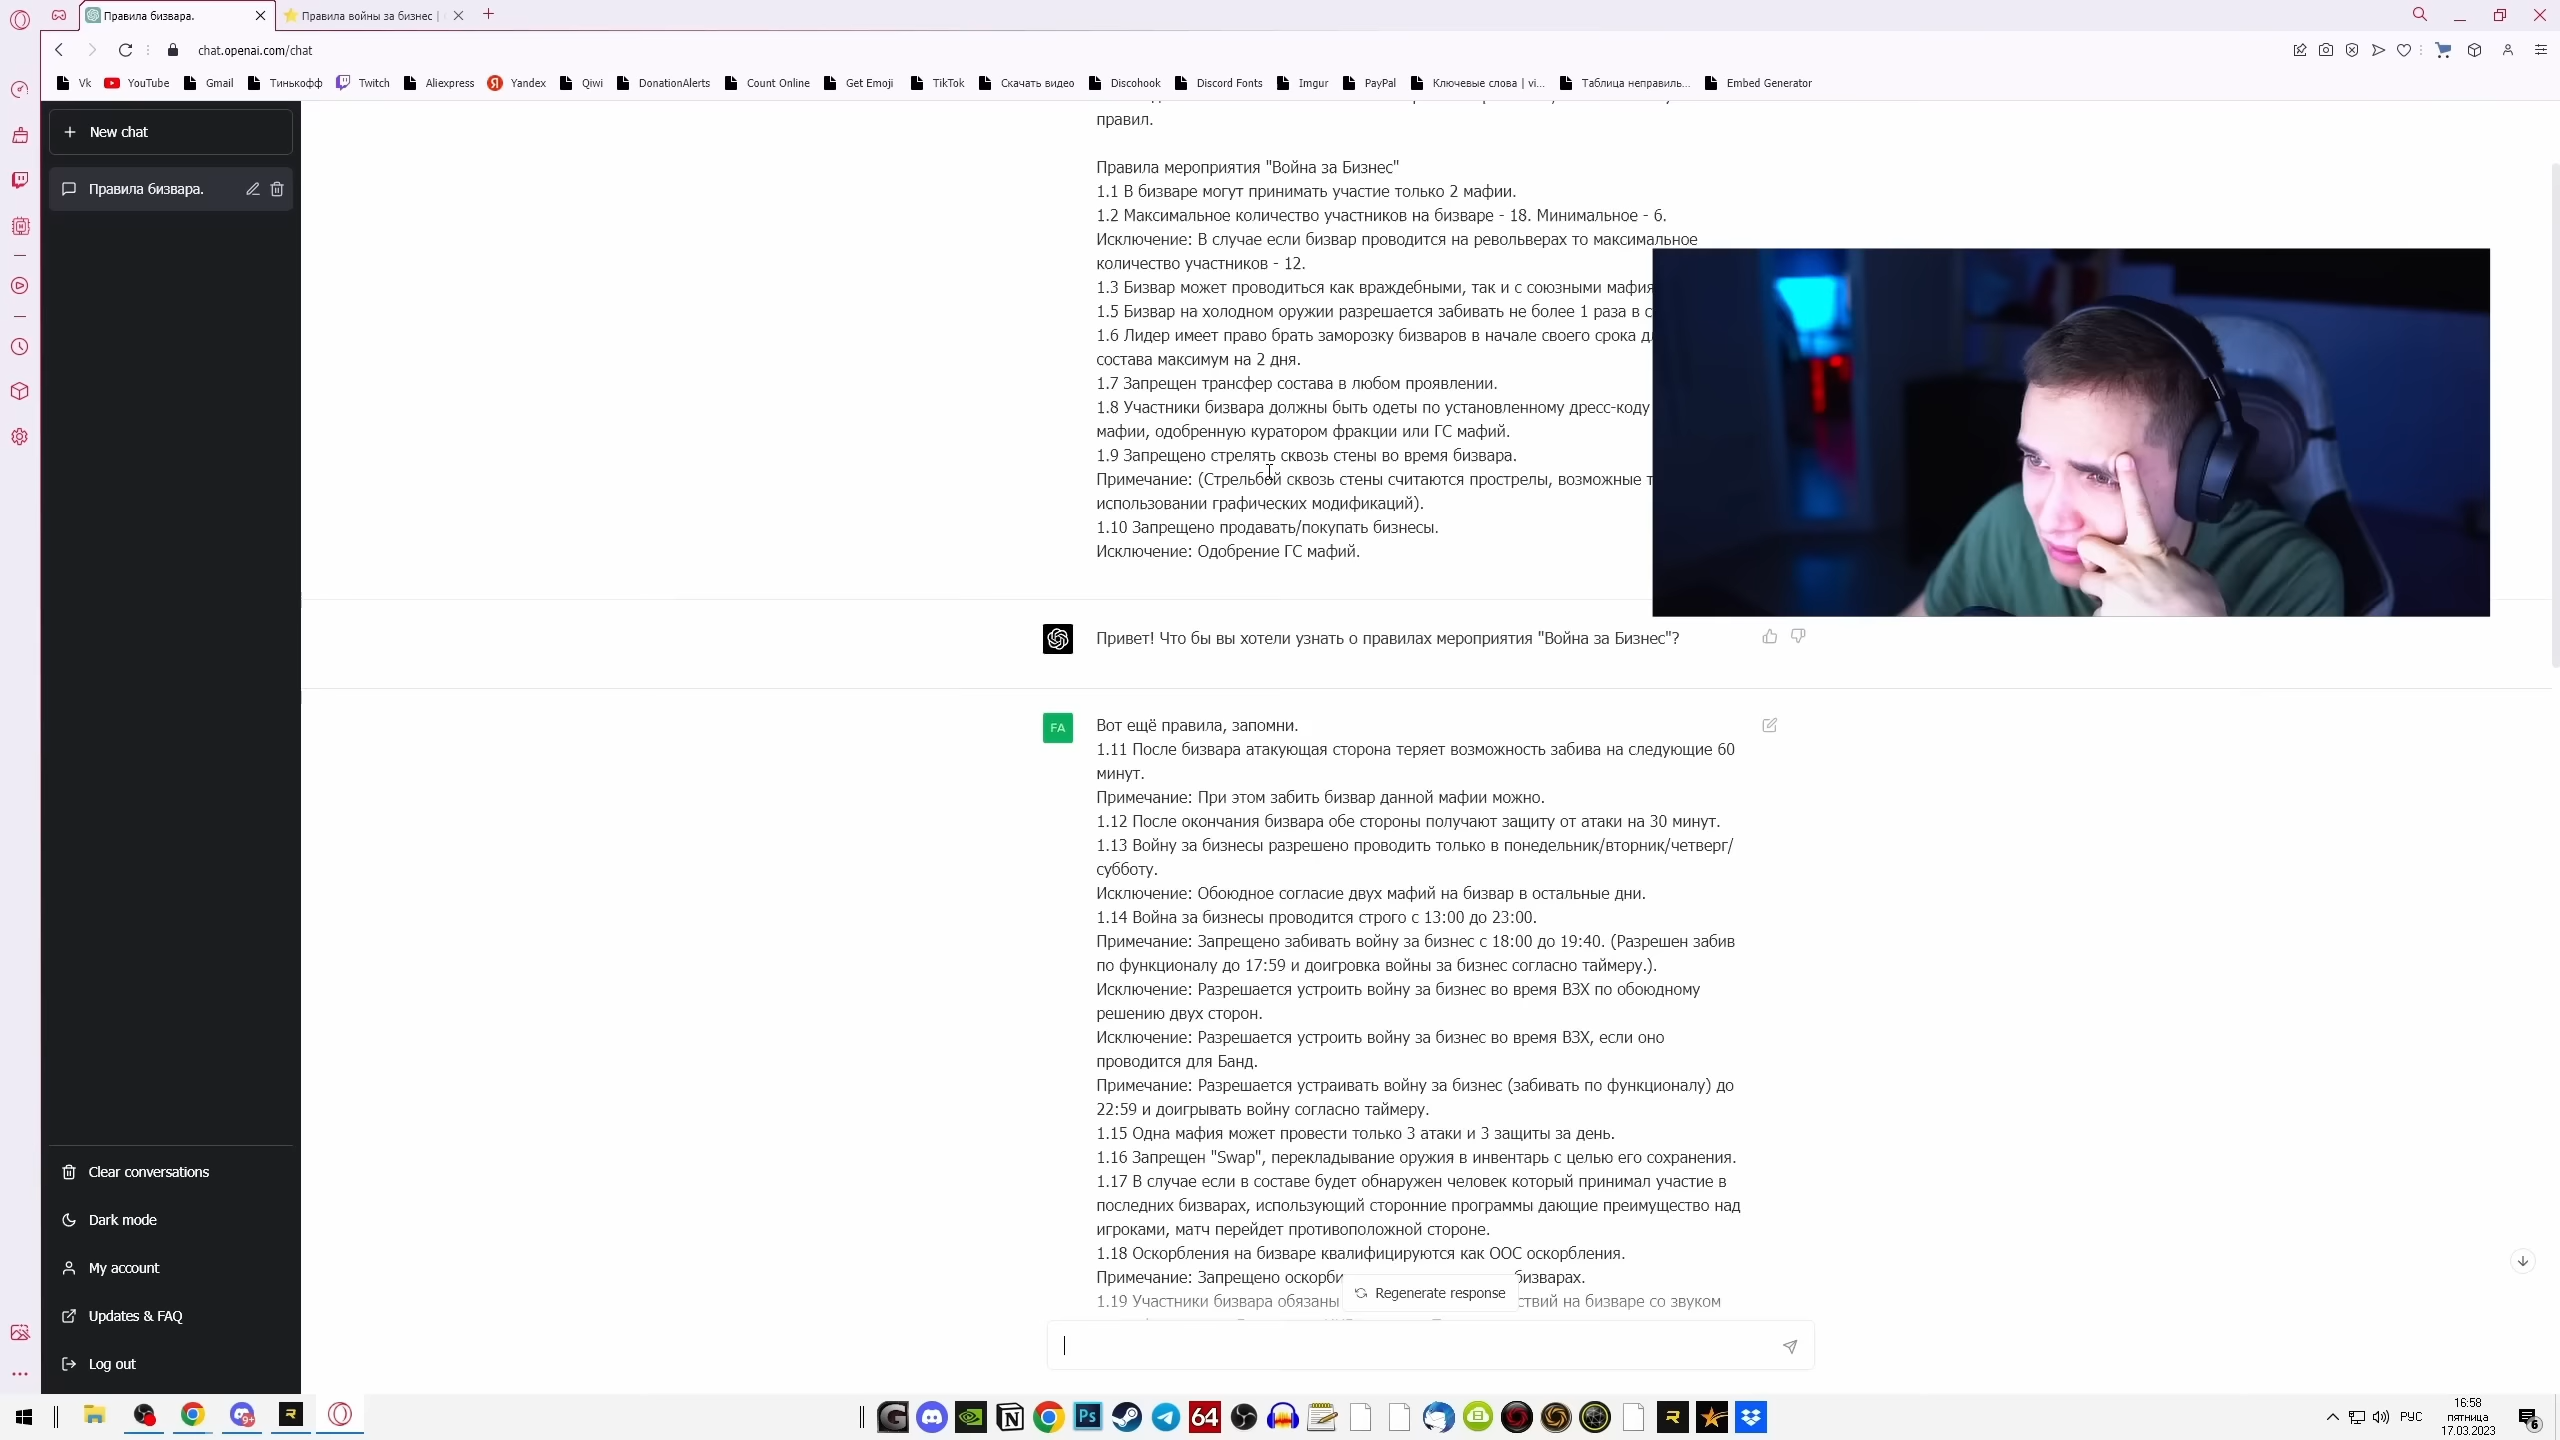 Правила бизвара.
Правила войны за бизнес |
chat.openai.com/chat
Vk
YouTube
Gmail
Тинькофф
Twitch
Aliexpress
Yandex
Qiwi
DonationAlerts
Count Online
Get Emoji
TikTok
Скачать видео
Discohook
Discord Fonts
Imgur
PayPal
Ключевые слова | vi...
Таблица неправиль...
Embed Generator
New chat
Правила бизвара.
правил.
Правила мероприятия "Война за Бизнес"
1.1 В бизваре могут принимать участие только 2 мафии.
1.2 Максимальное количество участников на бизваре - 18. Минимальное - 6.
Исключение: В случае если бизвар проводится на револьверах то максимальное
количество участников - 12.
1.3 Бизвар может проводиться как враждебными, так и с союзными мафия
1.5 Бизвар на холодном оружии разрешается забивать не более 1 раза в с
1.6 Лидер имеет право брать заморозку бизваров в начале своего срока д
состава максимум на 2 дня.
1.7 Запрещен трансфер состава в любом проявлении.
1.8 Участники бизвара должны быть одеты по установленному дресс-коду
мафии, одобренную куратором фракции или ГС мафий.
1.9 Запрещено стрелять сквозь стены во время бизвара.
Примечание: (Стрельбой сквозь стены считаются прострелы, возможные т
использовании графических модификаций).
1.10 Запрещено продавать/покупать бизнесы.
Исключение: Одобрение ГС мафий.
Привет! Что бы вы хотели узнать о правилах мероприятия "Война за Бизнес"?
FA
Вот ещё правила, запомни.
1.11 После бизвара атакующая сторона теряет возможность забива на следующие 60
минут.
Примечание: При этом забить бизвар данной мафии можно.
1.12 После окончания бизвара обе стороны получают защиту от атаки на 30 минут.
1.13 Войну за бизнесы разрешено проводить только в понедельник/вторник/четверг/
субботу.
Исключение: Обоюдное согласие двух мафий на бизвар в остальные дни.
1.14 Война за бизнесы проводится строго с 13:00 до 23:00.
Примечание: Запрещено забивать войну за бизнес с 18:00 до 19:40. (Разрешен забив
по функционалу до 17:59 и доигровка войны за бизнес согласно таймеру.).
Исключение: Разрешается устроить войну за бизнес во время ВЗХ по обоюдному
решению двух сторон.
Исключение: Разрешается устроить войну за бизнес во время ВЗХ, если оно
проводится для Банд.
Примечание: Разрешается устраивать войну за бизнес (забивать по функционалу) до
22:59 и доигрывать войну согласно таймеру.
1.15 Одна мафия может провести только 3 атаки и 3 защиты за день.
1.16 Запрещен "Swap", перекладывание оружия в инвентарь с целью его сохранения.
1.17 В случае если в составе будет обнаружен человек который принимал участие в
последних бизварах, использующий сторонние программы дающие преимущество над
игроками, матч перейдет противоположной стороне.
1.18 Оскорбления на бизваре квалифицируются как ООС оскорбления.
Примечание: Запрещено оскорби бизварах.
1.19 Участники бизвара обязаны ствий на бизваре со звуком
Regenerate response
Clear conversations
Dark mode
My account
Updates & FAQ
Log out
9+
Ps
64
РУС
16:58
пятница
17.03.2023
6